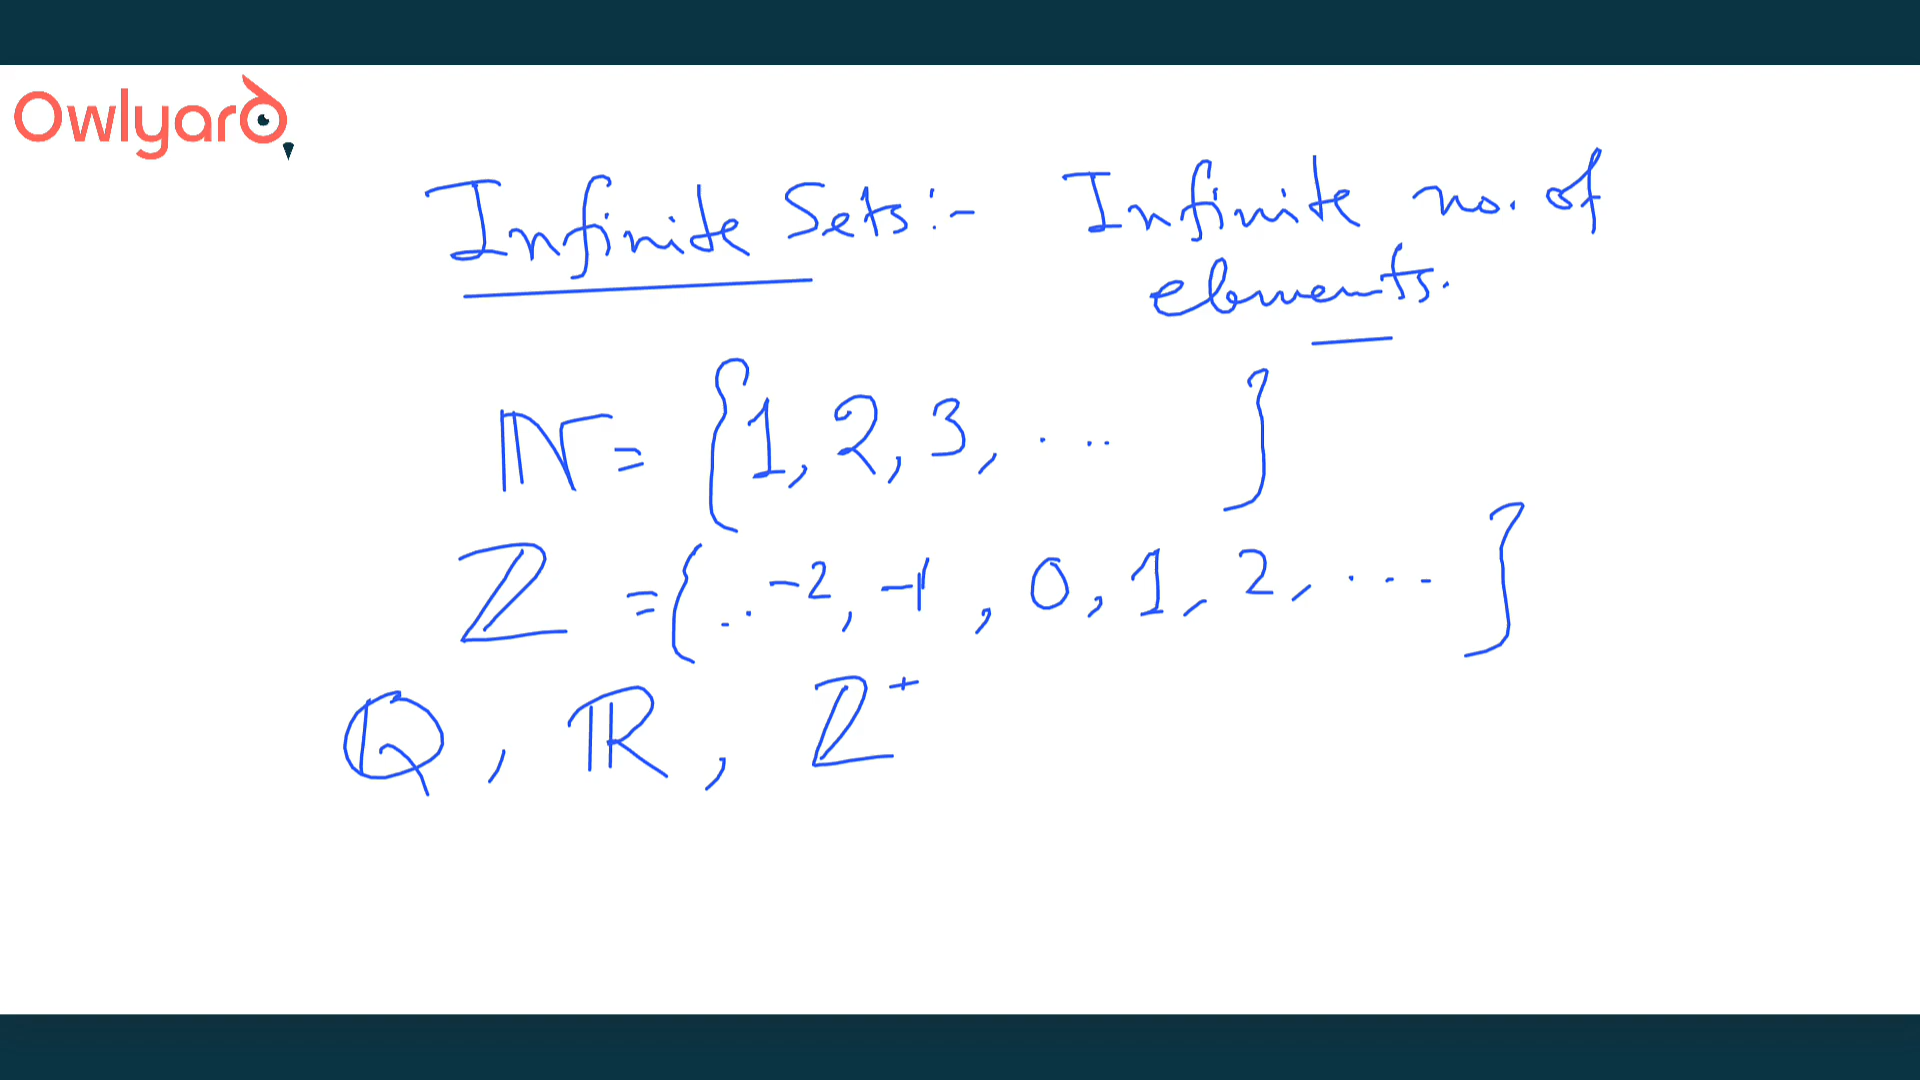 Owlyard
Infinite Sets:- Infinite no. of
elements.
ℕ = {1, 2, 3, ... }
ℤ = {.. -2, -1, 0, 1, 2, ... }
ℚ, ℝ, ℤ⁺